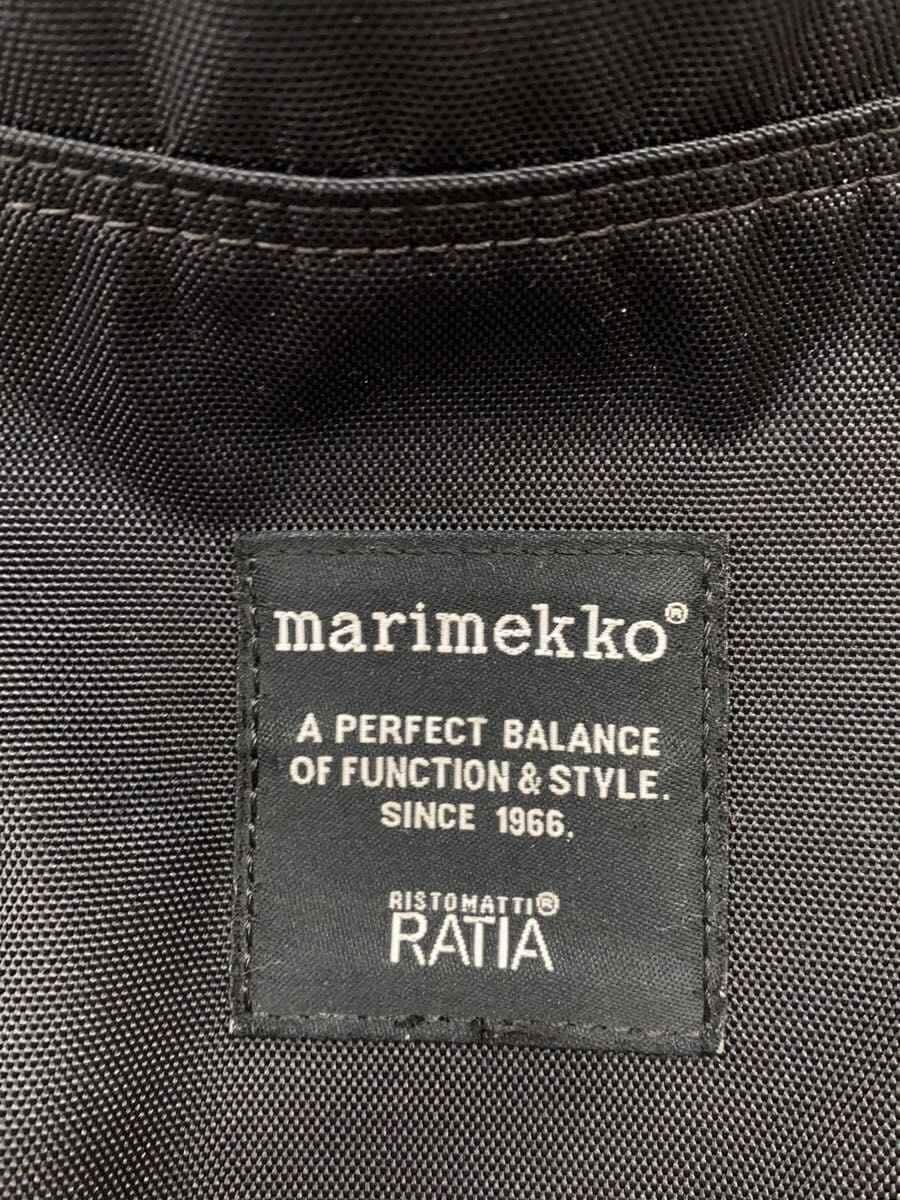 marimekko®
A PERFECT BALANCE
OF FUNCTION & STYLE.
SINCE 1966.
RISTOMATTI®
RATIA